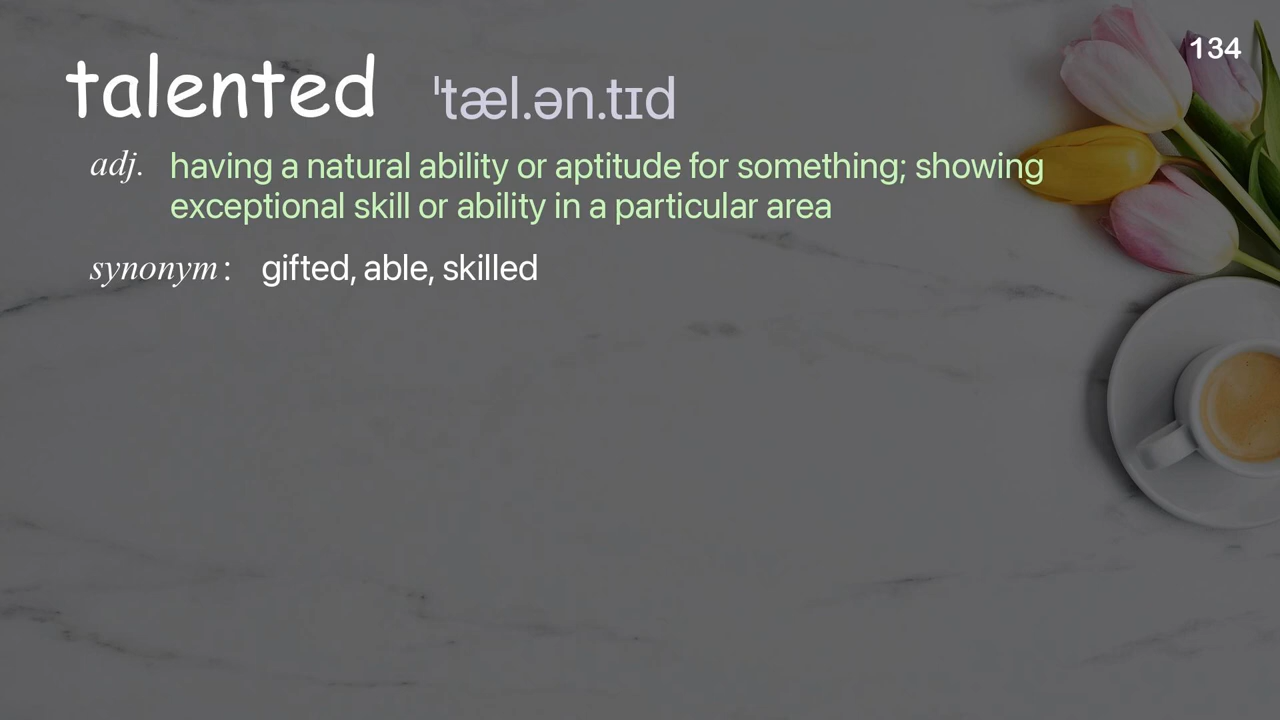 134
talented ˈtæl.ən.tɪd
adj. having a natural ability or aptitude for something; showing
exceptional skill or ability in a particular area
synonym : gifted, able, skilled